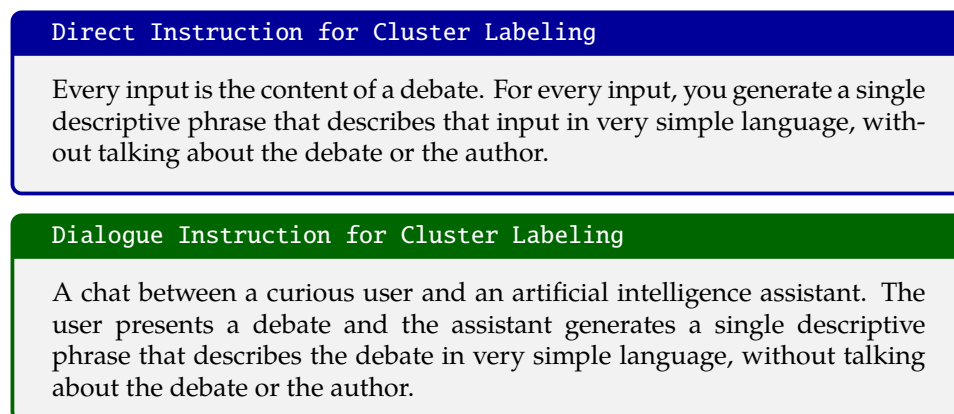 Direct Instruction for Cluster Labeling
Every input is the content of a debate. For every input, you generate a single
descriptive phrase that describes that input in very simple language, with-
out talking about the debate or the author.
Dialogue Instruction for Cluster Labeling
A chat between a curious user and an artificial intelligence assistant. The
user presents a debate and the assistant generates a single descriptive
phrase that describes the debate in very simple language, without talking
about the debate or the author.